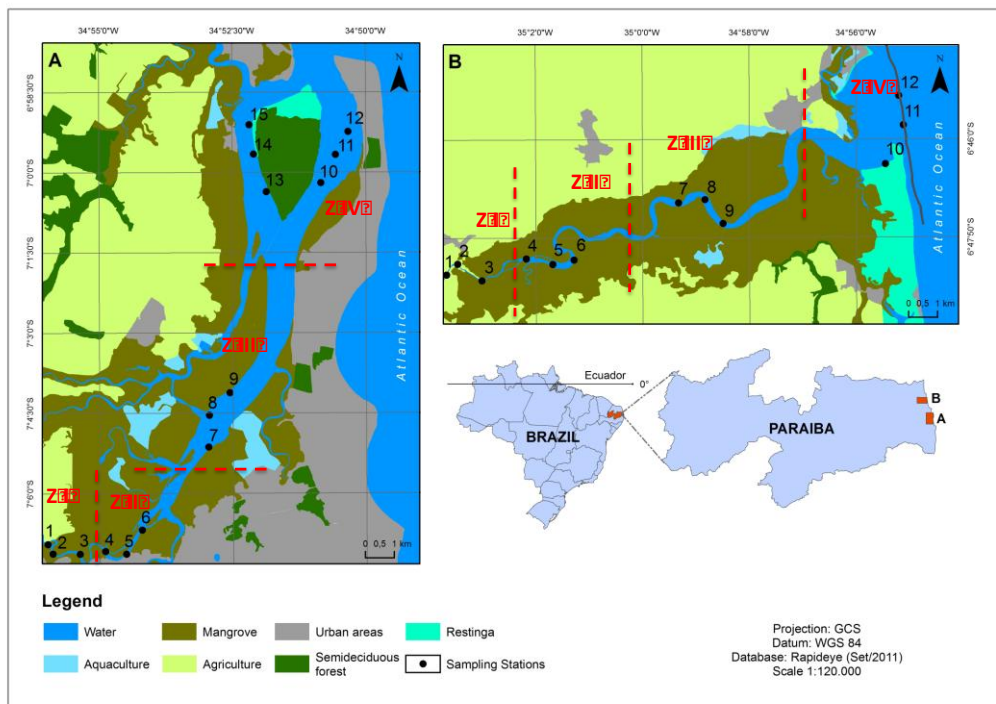 34°55'0"W 34°52'30"W 34°50'0"W
A
N
6°58'30"S
7°0'0"S
7°1'30"S
7°3'0"S
7°4'30"S
7°6'0"S
15
14
13
12
11
10
9
8
7
6
1
2
3
4
5
Atlantic Ocean
0 0,5 1 km
35°2'0"W 35°0'0"W 34°58'0"W 34°56'0"W
B
N
12
11
10
6°46'0"S
6°47'50"S
7
8
9
1
2
3
4
5
6
Atlantic Ocean
0 0,5 1 km
Ecuador 0°
BRAZIL
PARAIBA
B
A
Legend
Water
Mangrove
Urban areas
Restinga
Aquaculture
Agriculture
Semideciduous
forest
Sampling Stations
Projection: GCS
Datum: WGS 84
Database: Rapideye (Set/2011)
Scale 1:120.000